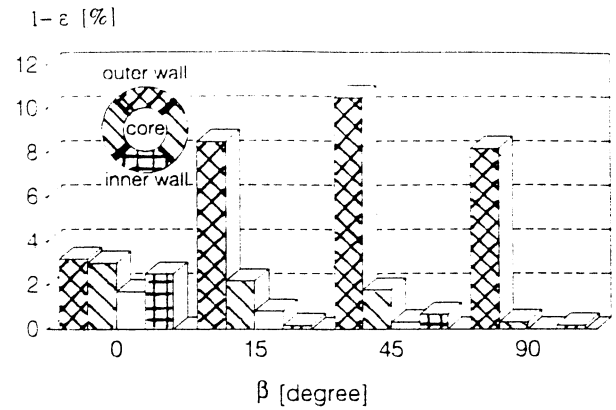 1- ε [%]
12
outer wall
10
core
8
inner wall
6
4
2
0
0 15 45 90
β [degree]